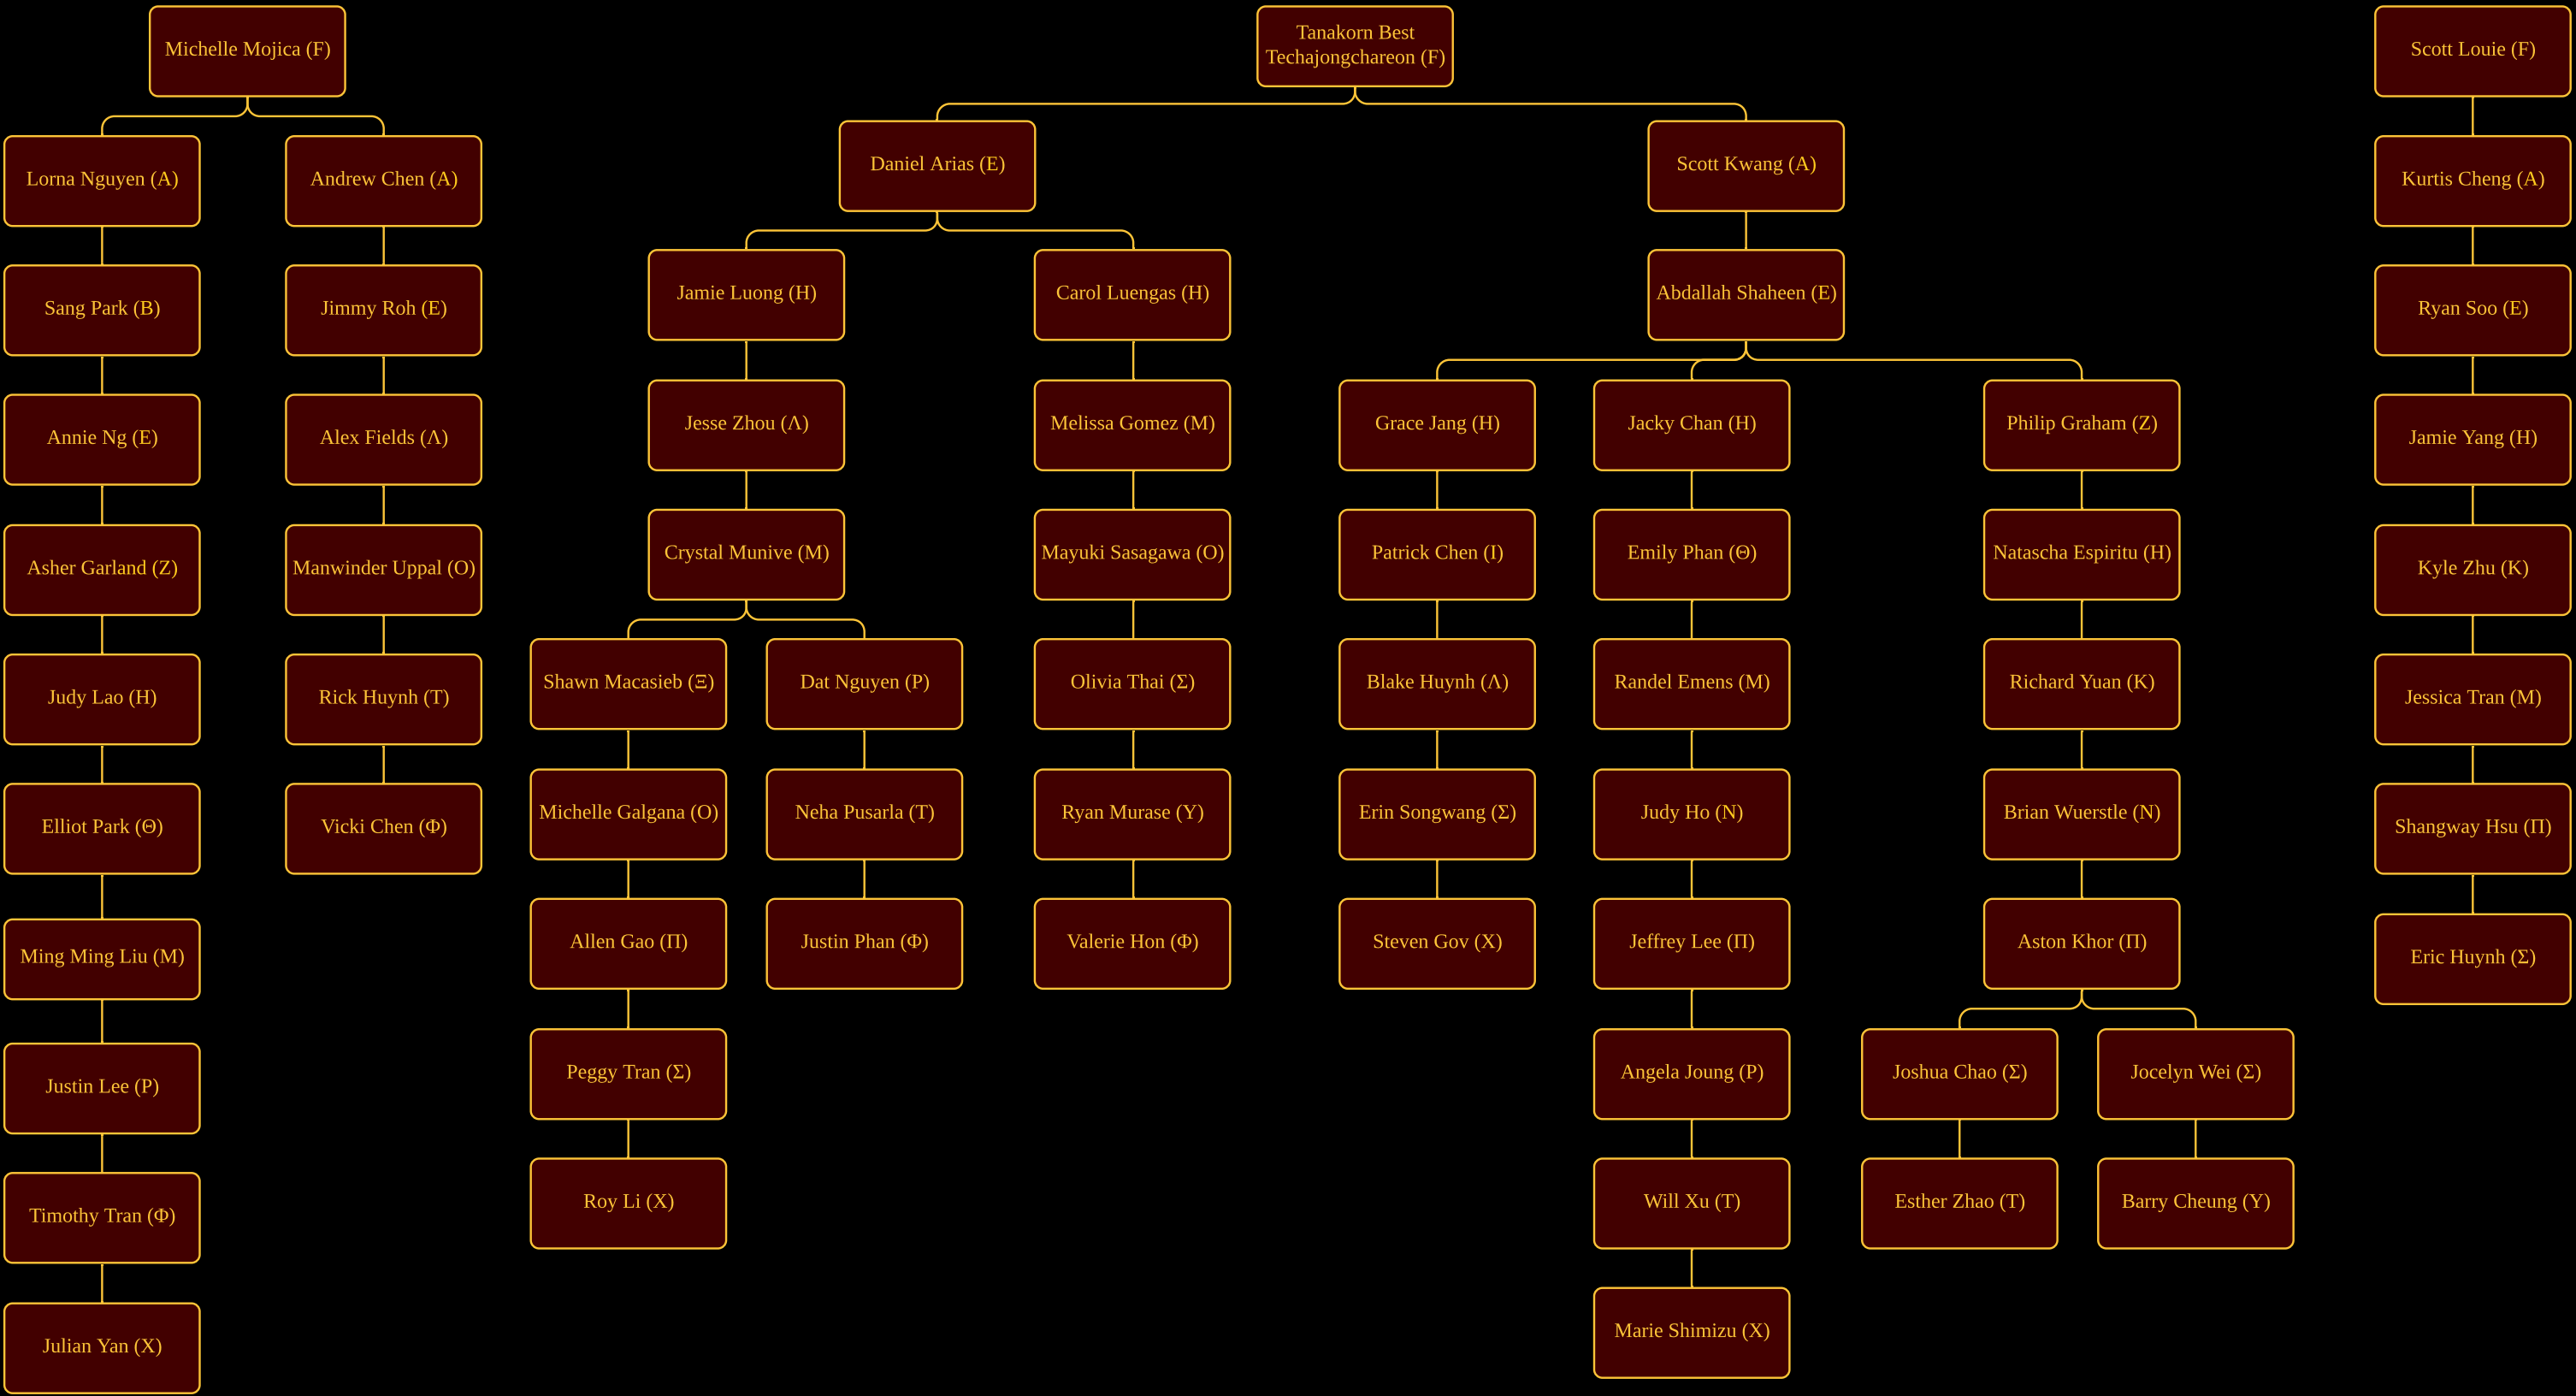 Michelle Mojica (F)
Tanakorn Best
Techajongchareon (F)
Scott Louie (F)
Lorna Nguyen (A)
Andrew Chen (A)
Daniel Arias (E)
Scott Kwang (A)
Kurtis Cheng (A)
Sang Park (B)
Jimmy Roh (E)
Jamie Luong (H)
Carol Luengas (H)
Abdallah Shaheen (E)
Ryan Soo (E)
Annie Ng (E)
Alex Fields (Λ)
Jesse Zhou (Λ)
Melissa Gomez (M)
Grace Jang (H)
Jacky Chan (H)
Philip Graham (Z)
Jamie Yang (H)
Asher Garland (Z)
Manwinder Uppal (O)
Crystal Munive (M)
Mayuki Sasagawa (O)
Patrick Chen (I)
Emily Phan (Θ)
Natascha Espiritu (H)
Kyle Zhu (K)
Judy Lao (H)
Rick Huynh (T)
Shawn Macasieb (Ξ)
Dat Nguyen (P)
Olivia Thai (Σ)
Blake Huynh (Λ)
Randel Emens (M)
Richard Yuan (K)
Jessica Tran (M)
Elliot Park (Θ)
Vicki Chen (Φ)
Michelle Galgana (O)
Neha Pusarla (T)
Ryan Murase (Y)
Erin Songwang (Σ)
Judy Ho (N)
Brian Wuerstle (N)
Shangway Hsu (Π)
Ming Ming Liu (M)
Allen Gao (Π)
Justin Phan (Φ)
Valerie Hon (Φ)
Steven Gov (X)
Jeffrey Lee (Π)
Aston Khor (Π)
Eric Huynh (Σ)
Justin Lee (P)
Peggy Tran (Σ)
Angela Joung (P)
Joshua Chao (Σ)
Jocelyn Wei (Σ)
Timothy Tran (Φ)
Roy Li (X)
Will Xu (T)
Esther Zhao (T)
Barry Cheung (Y)
Julian Yan (X)
Marie Shimizu (X)